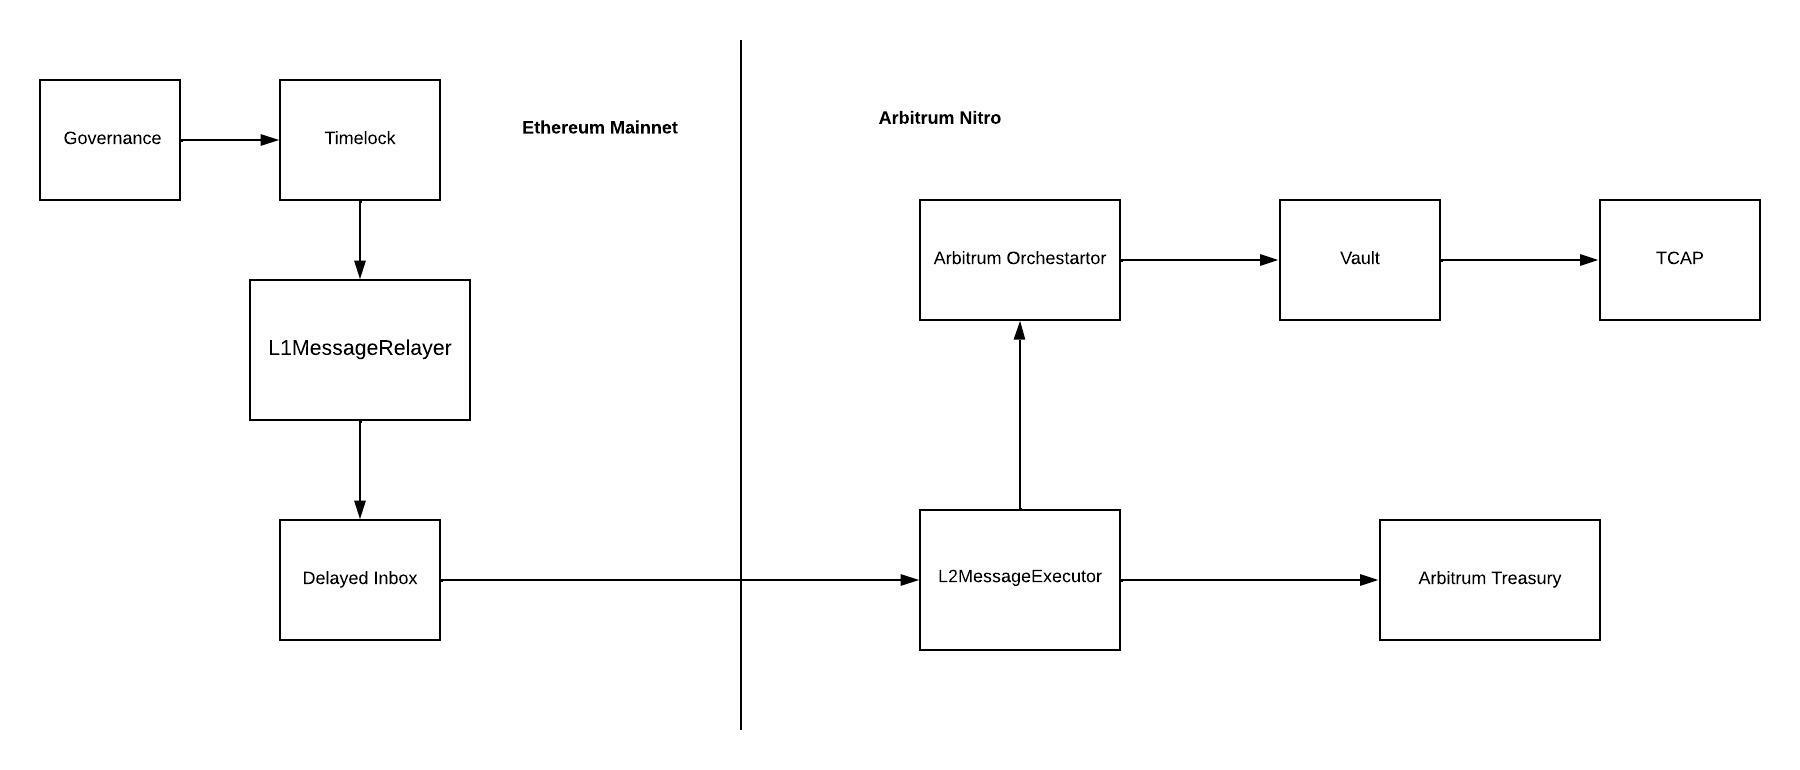 Governance
Timelock
Ethereum Mainnet
L1MessageRelayer
Delayed Inbox
Arbitrum Nitro
Arbitrum Orchestartor
Vault
TCAP
L2MessageExecutor
Arbitrum Treasury